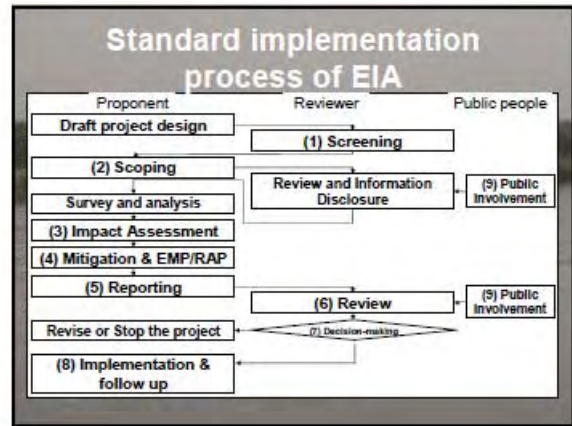 Standard implementation
process of EIA
Proponent
Reviewer
Public people
Draft project design
(1) Screening
(2) Scoping
Review and Information
Disclosure
(9) Public
Involvement
Survey and analysis
(3) Impact Assessment
(4) Mitigation & EMP/RAP
(5) Reporting
(6) Review
(9) Public
Involvement
Revise or Stop the project
(7) Decision-making
(8) Implementation &
follow up